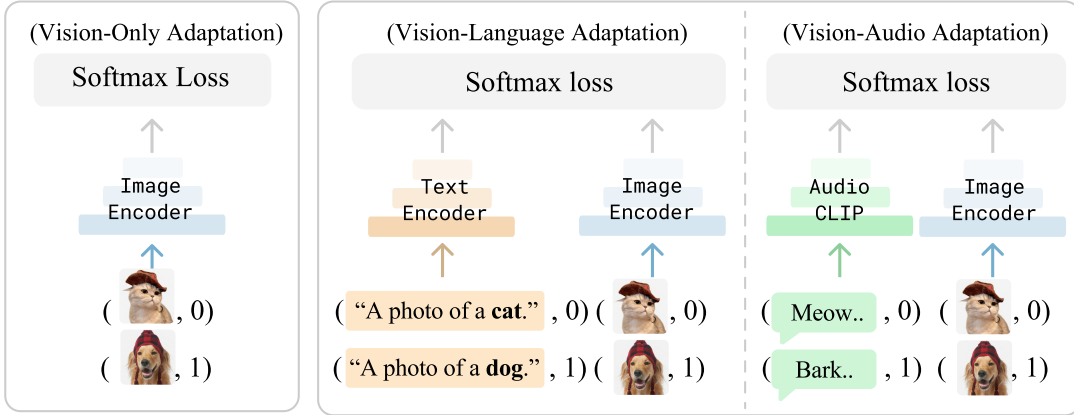 (Vision-Only Adaptation)
Softmax Loss
Image
Encoder
( , 0)
( , 1)
(Vision-Language Adaptation)
Softmax loss
Text
Encoder
Image
Encoder
( “A photo of a cat.” , 0) ( , 0)
( “A photo of a dog.” , 1) ( , 1)
(Vision-Audio Adaptation)
Softmax loss
Audio
CLIP
Image
Encoder
( Meow.. , 0) ( , 0)
( Bark.. , 1) ( , 1)